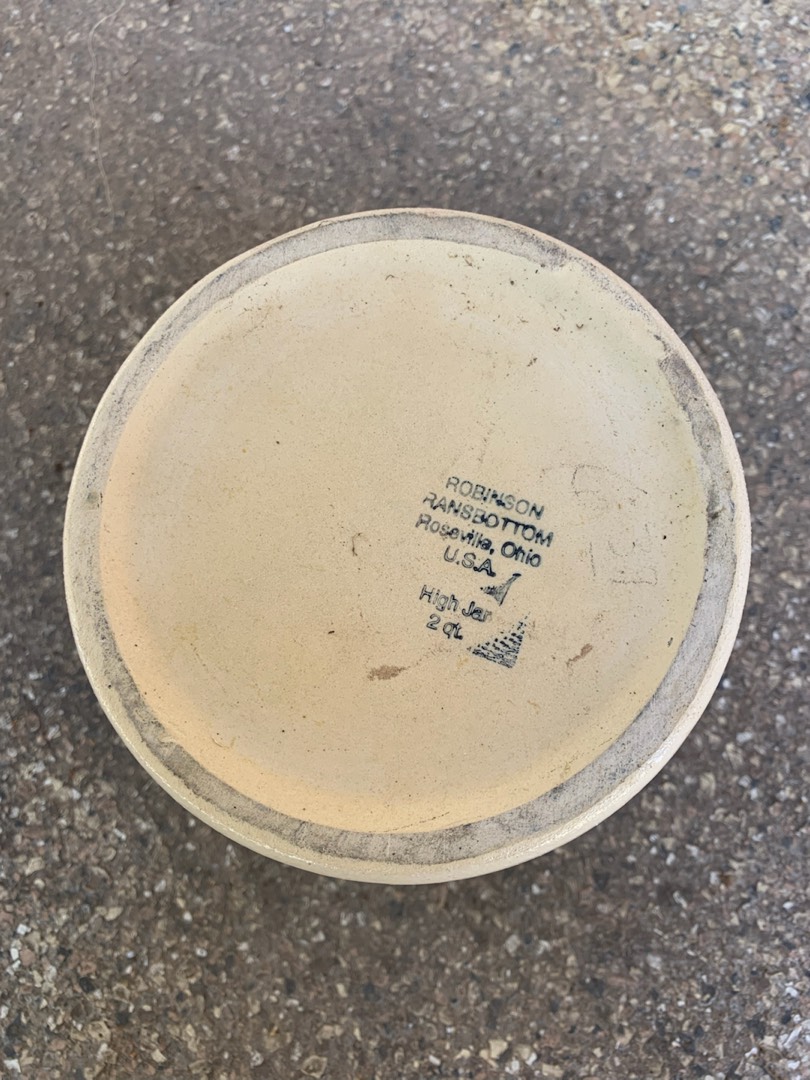 ROBINSON
RANSBOTTOM
Roseville, Ohio
U.S.A.
High Jar
2 qt.